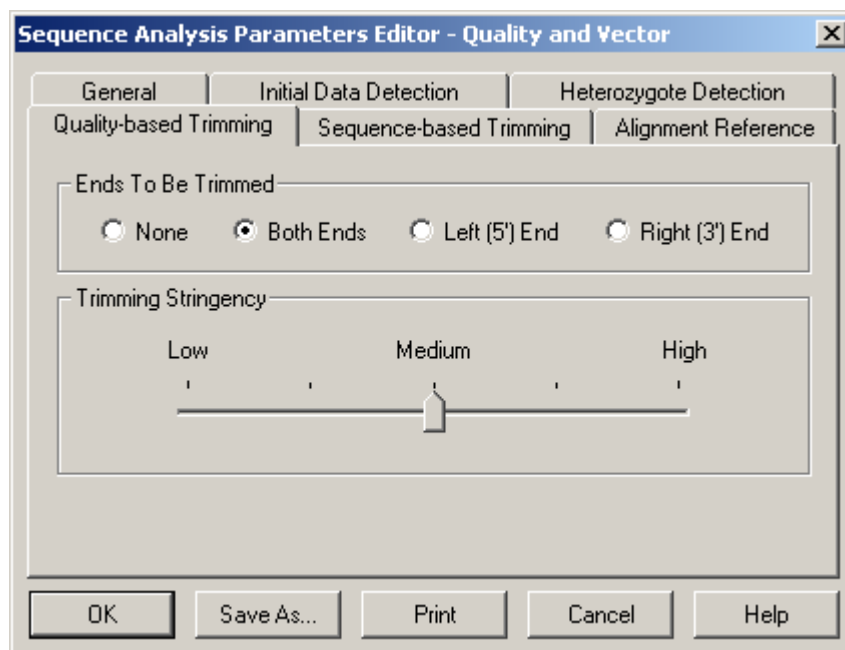 Sequence Analysis Parameters Editor - Quality and Vector
General Initial Data Detection Heterozygote Detection
Quality-based Trimming Sequence-based Trimming Alignment Reference
Ends To Be Trimmed
None Both Ends Left (5') End Right (3') End
Trimming Stringency
Low Medium High
OK Save As... Print Cancel Help